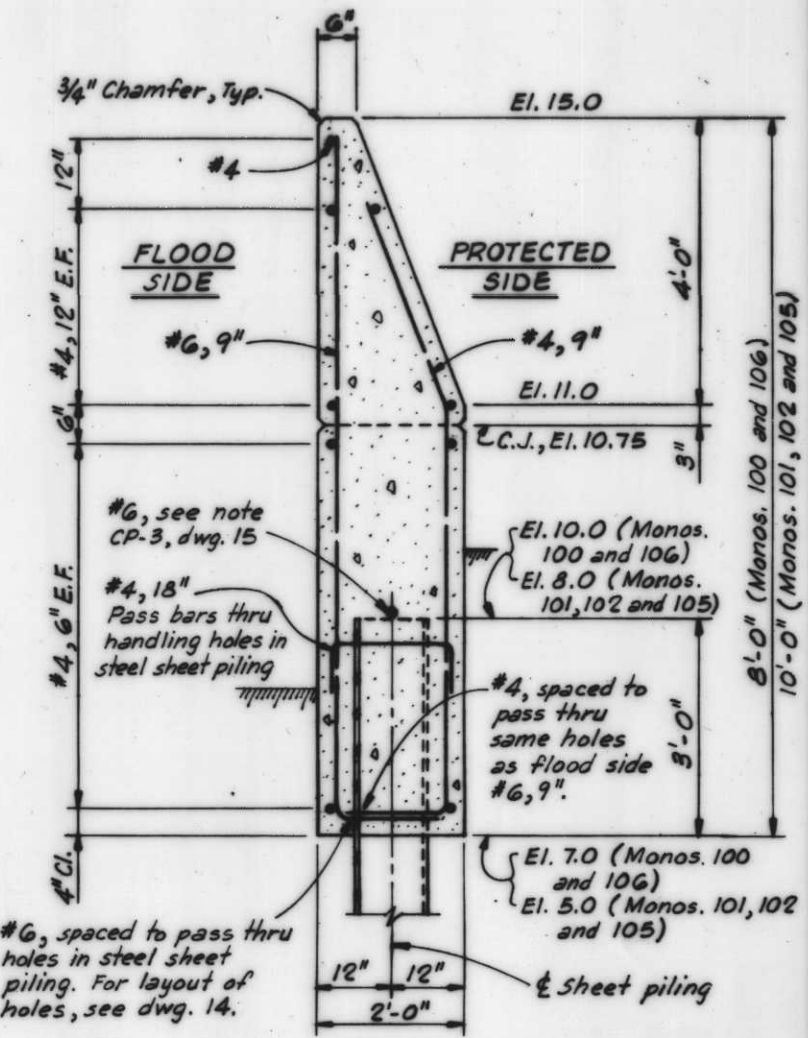 6"
3/4" Chamfer, Typ.
El. 15.0
12"
#4
FLOOD
SIDE
PROTECTED
SIDE
#4, 12" E.F.
4'-0"
#6, 9"
#4, 9"
El. 11.0
6"
℄ C.J., El. 10.75
3"
8'-0" (Monos. 100 and 106)
10'-0" (Monos. 101, 102 and 105)
#6, see note
CP-3, dwg. 15
El. 10.0 (Monos.
100 and 106)
El. 8.0 (Monos.
101, 102 and 105)
#4, 18"
Pass bars thru
handling holes in
steel sheet piling
#4, 6" E.F.
#4, spaced to
pass thru
same holes
as flood side
#6, 9".
3'-0"
4" Cl.
El. 7.0 (Monos. 100
and 106)
El. 5.0 (Monos. 101, 102
and 105)
#6, spaced to pass thru
holes in steel sheet
piling. For layout of
holes, see dwg. 14.
12"
12"
℄ Sheet piling
2'-0"